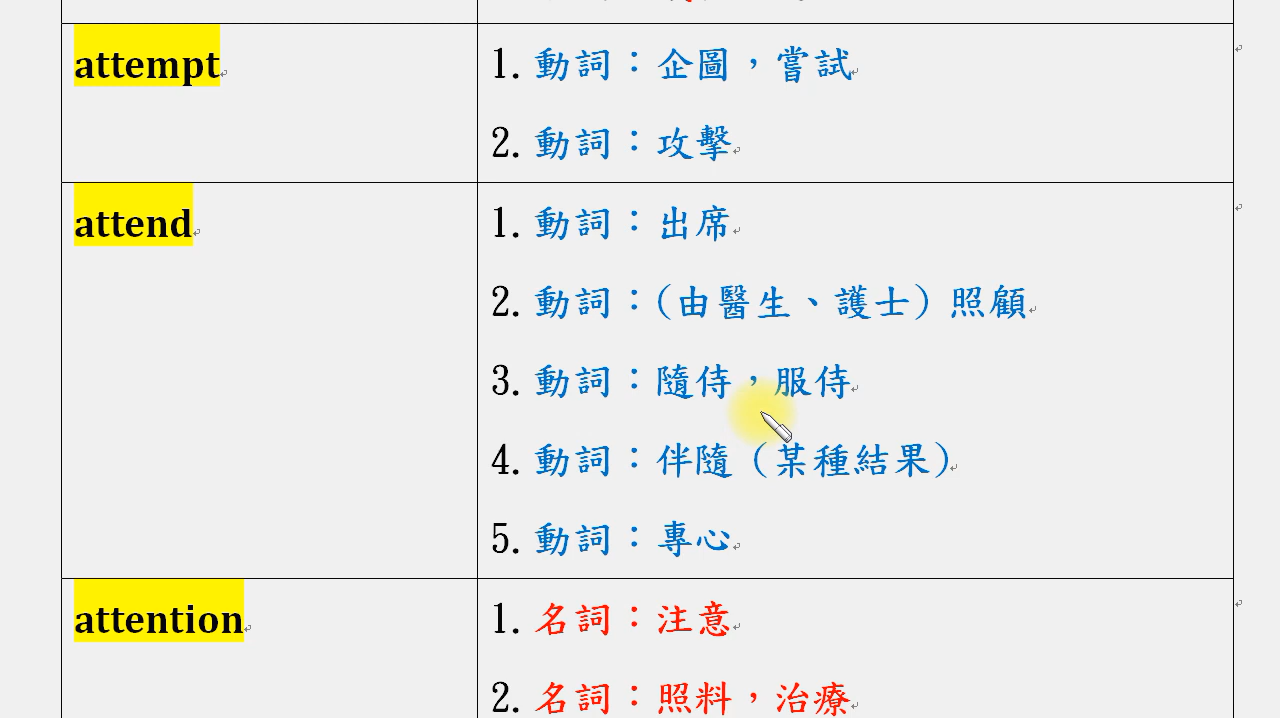 attempt
1. 動詞：企圖，嘗試
2. 動詞：攻擊
attend
1. 動詞：出席
2. 動詞：(由醫生、護士) 照顧
3. 動詞：隨侍，服侍
4. 動詞：伴隨（某種結果）
5. 動詞：專心
attention
1. 名詞：注意
2. 名詞：照料，治療